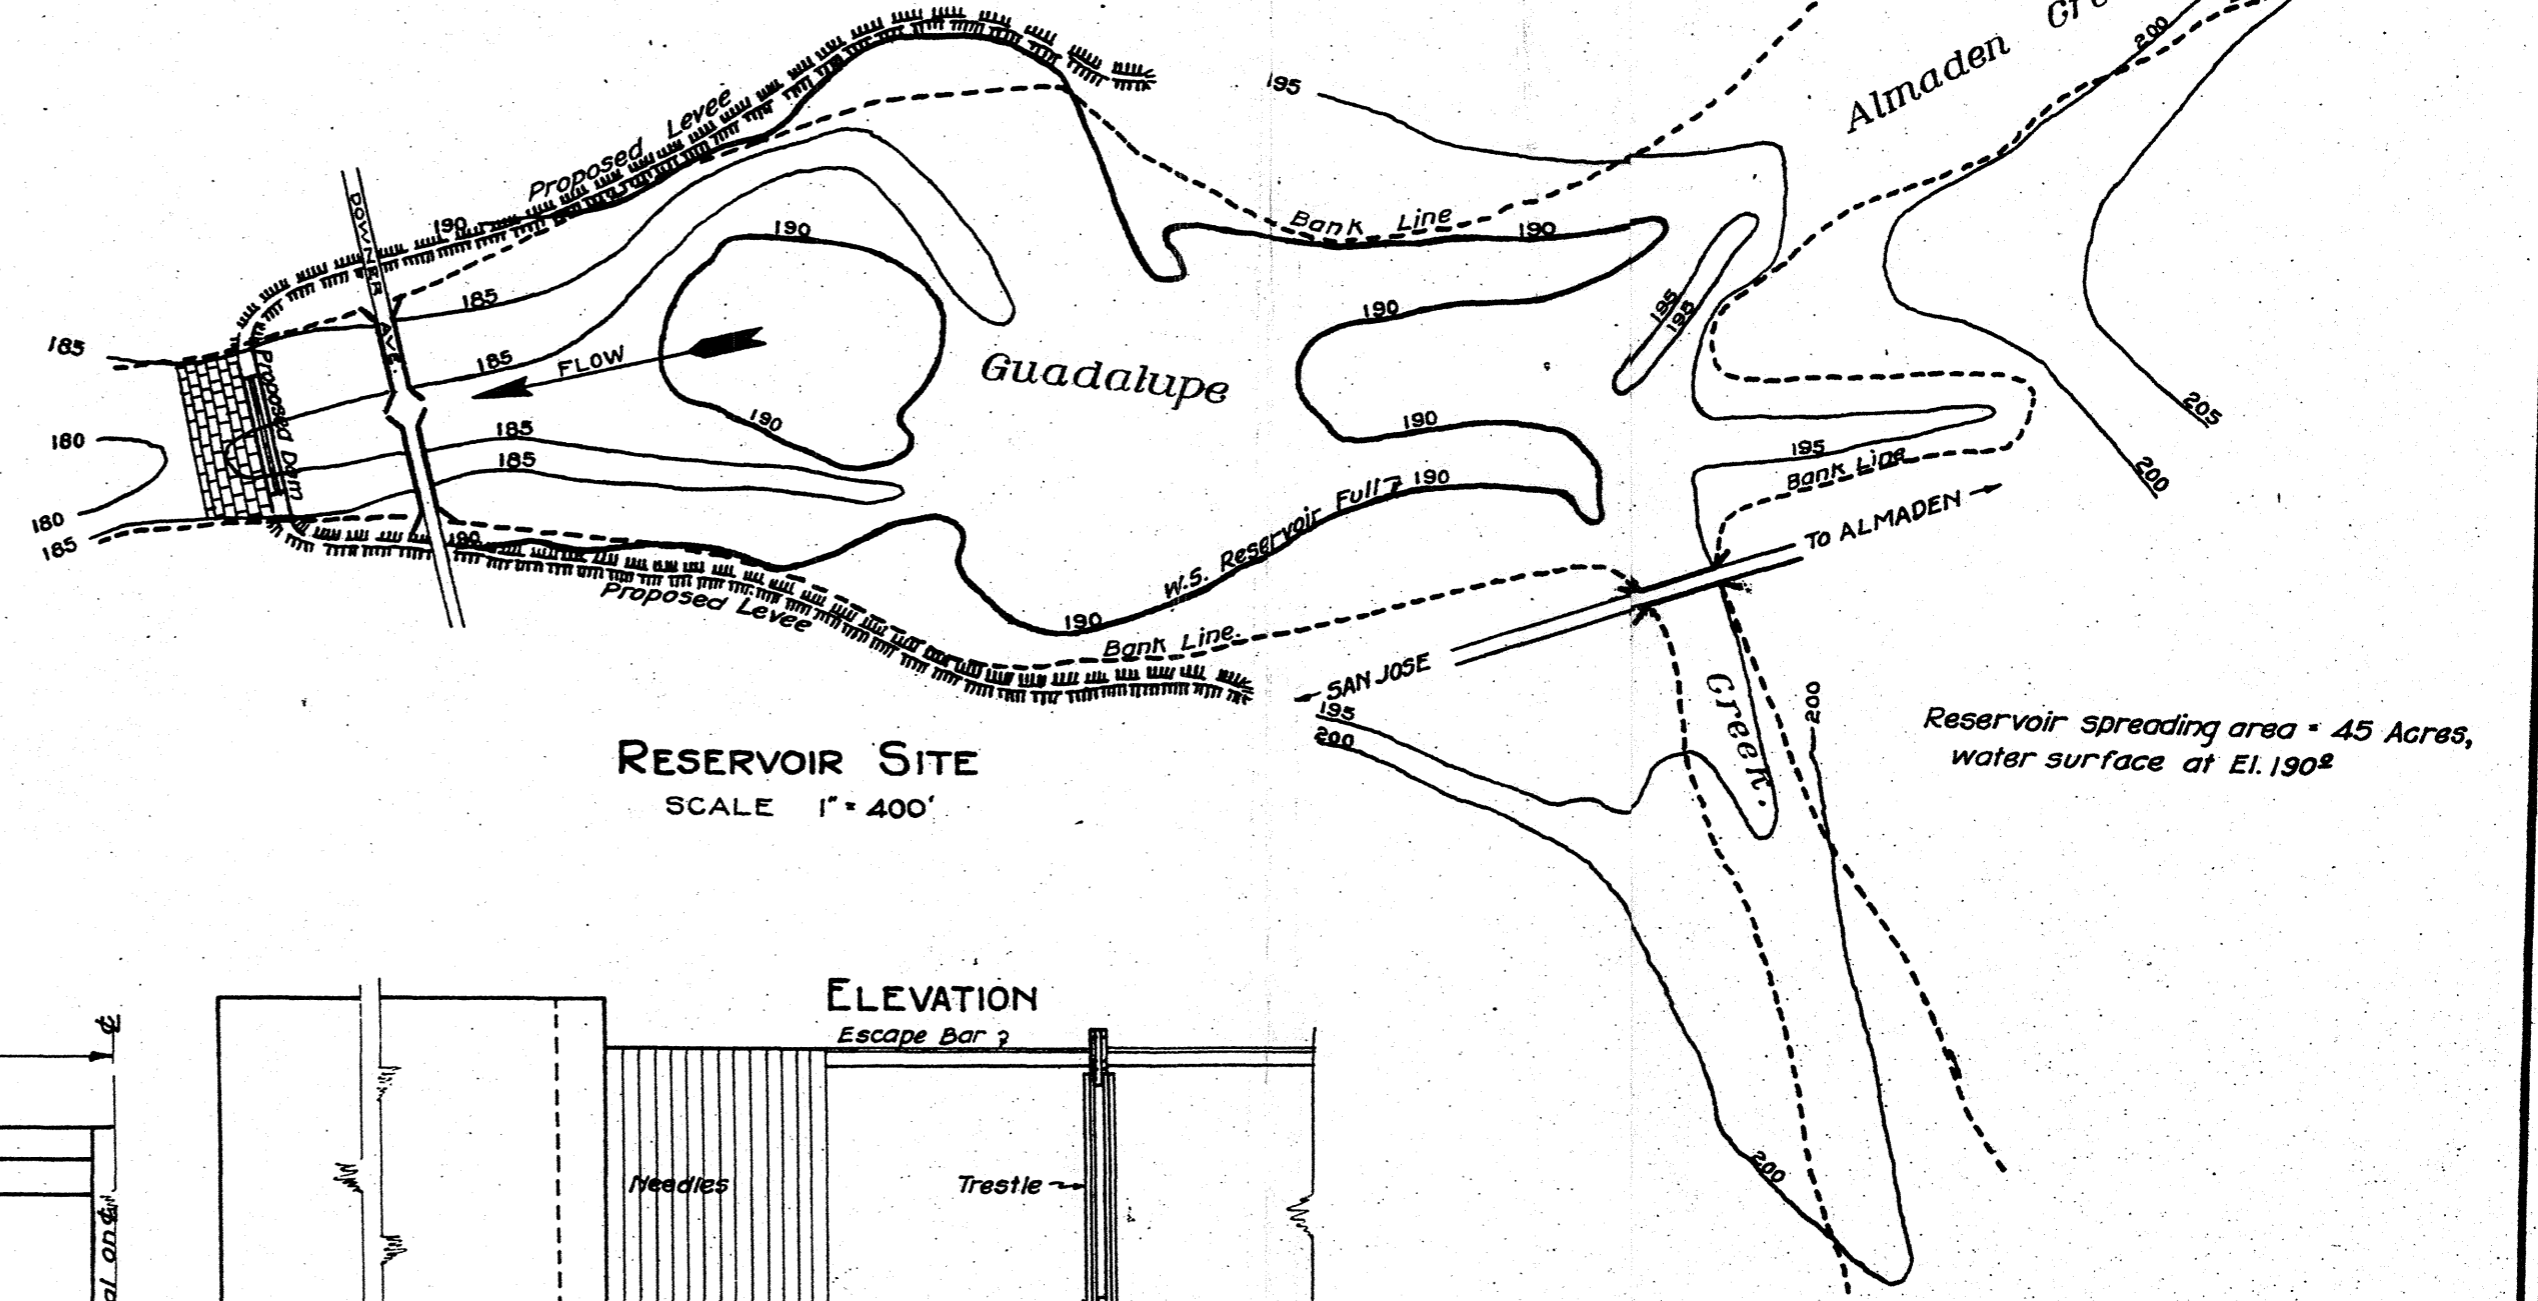 Almaden
200
195
Proposed Levee
190
DOWNER AVE.
185
185
190
Bank Line
190
190
195
195
185
FLOW
Guadalupe
Proposed Dam
180
185
185
190
190
195
Bank Line
205
200
W.S. Reservoir Full
190
To ALMADEN
180
185
190
Proposed Levee
190
Bank Line.
SAN JOSE
195
200
Creek.
200
Reservoir spreading area = 45 Acres,
water surface at El. 190.0
RESERVOIR SITE
SCALE 1" = 400'
200
ELEVATION
Escape Bar
Needles
Trestle
℄